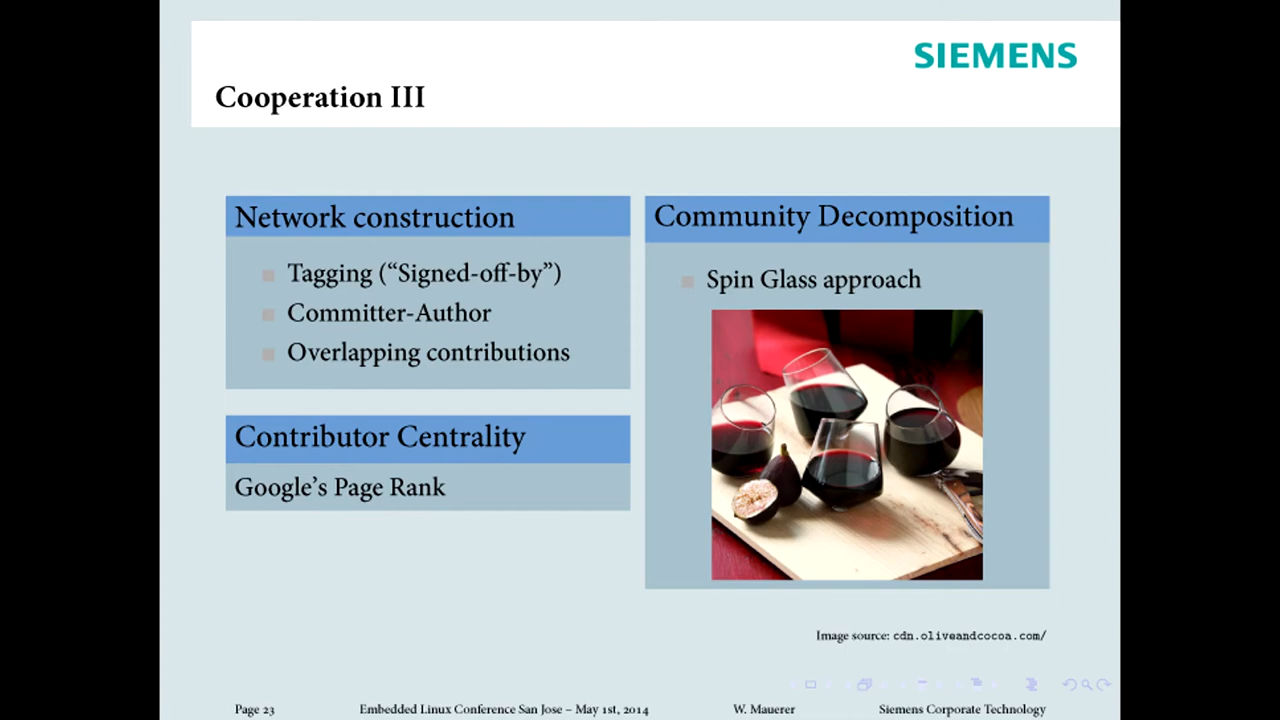 SIEMENS
Cooperation III
Network construction
Tagging (“Signed-off-by”)
Committer-Author
Overlapping contributions
Contributor Centrality
Google’s Page Rank
Community Decomposition
Spin Glass approach
Image source: cdn.oliveandcocoa.com/
Page 23 Embedded Linux Conference San Jose – May 1st, 2014 W. Mauerer Siemens Corporate Technology